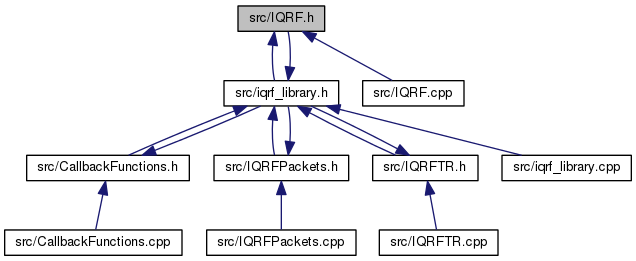 src/IQRF.h
src/iqrf_library.h
src/IQRF.cpp
src/CallbackFunctions.h
src/IQRFPackets.h
src/IQRFTR.h
src/iqrf_library.cpp
src/CallbackFunctions.cpp
src/IQRFPackets.cpp
src/IQRFTR.cpp